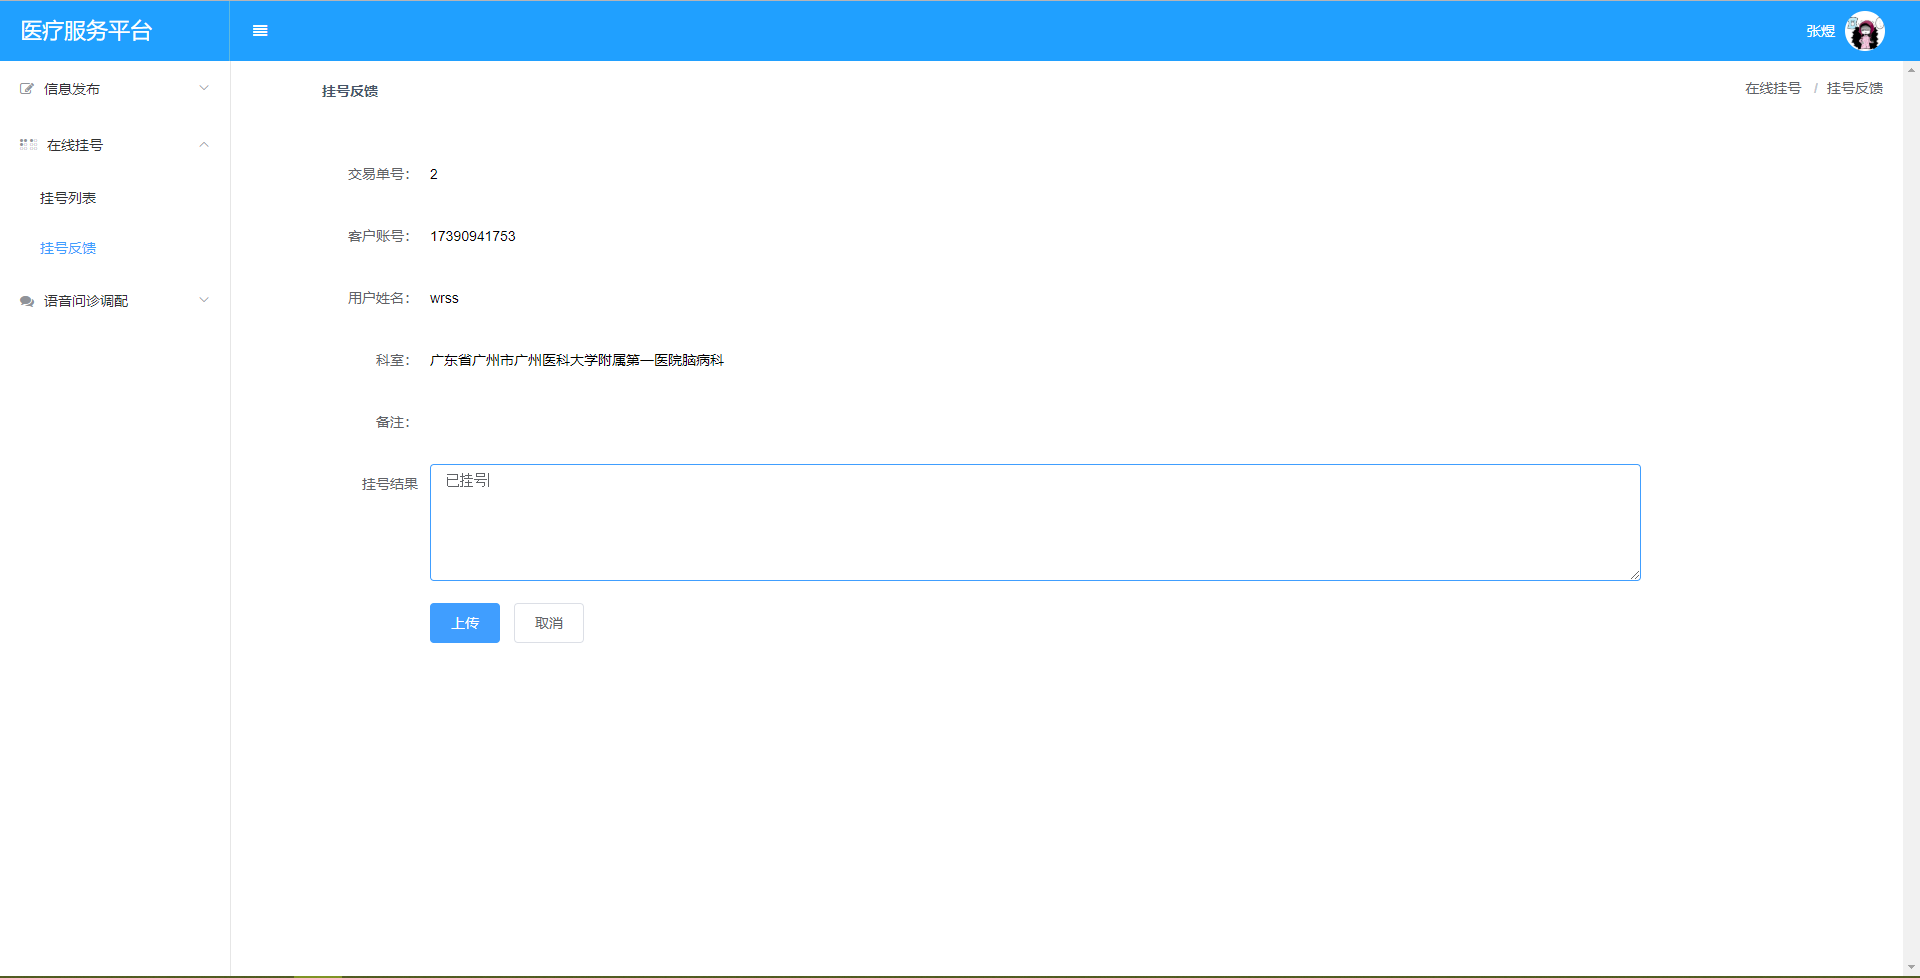 医疗服务平台
张煜
信息发布
在线挂号
挂号列表
挂号反馈
语音问诊调配
挂号反馈
在线挂号 / 挂号反馈
交易单号： 2
客户账号： 17390941753
用户姓名： wrss
科室： 广东省广州市广州医科大学附属第一医院脑病科
备注：
挂号结果 已挂号
上传 取消